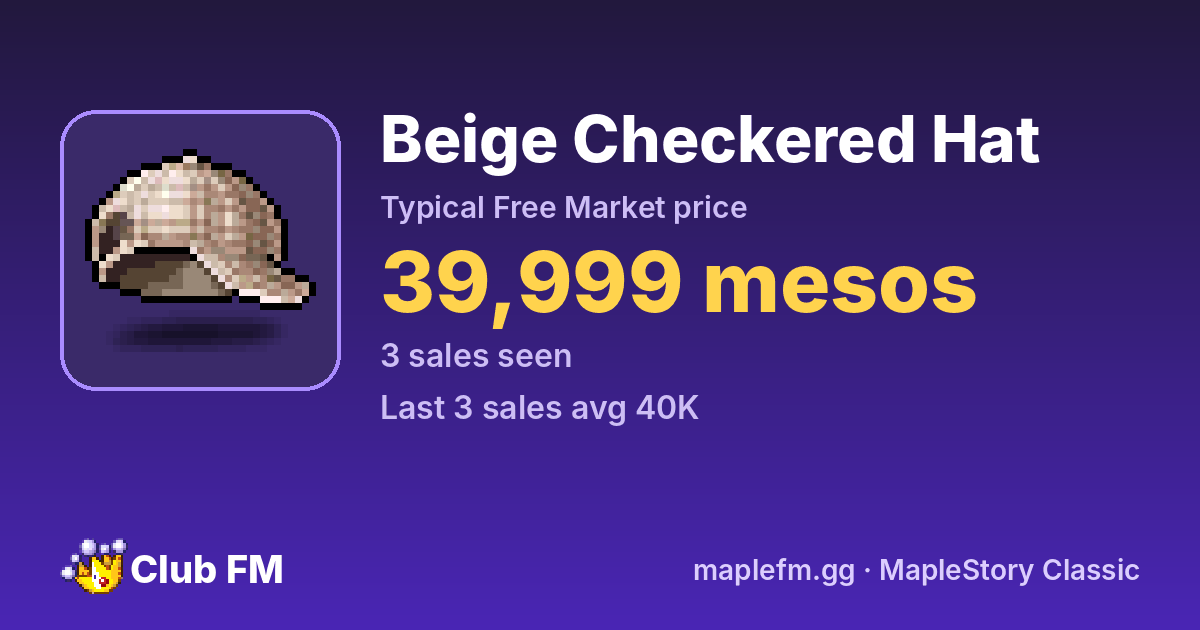 Beige Checkered Hat
Typical Free Market price
39,999 mesos
3 sales seen
Last 3 sales avg 40K
Club FM
maplefm.gg · MapleStory Classic